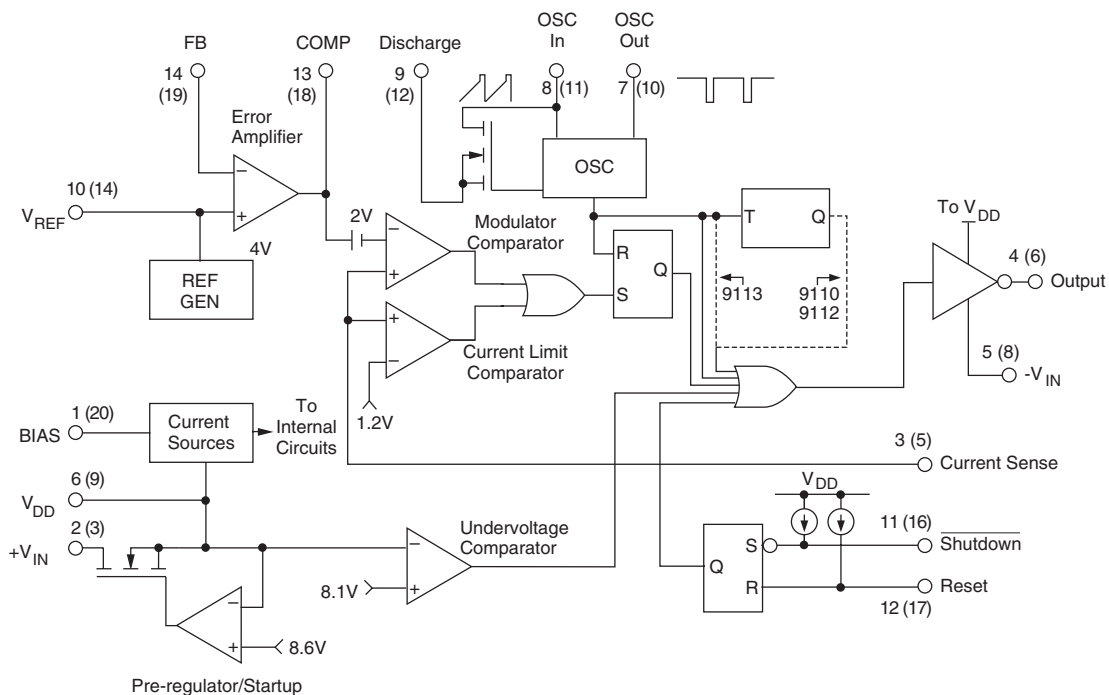 FB
COMP
Discharge
OSC
In
OSC
Out
14
(19)
13
(18)
9
(12)
8 (11)
7 (10)
Error
Amplifier
−
+
OSC
10 (14)
VREF
4V
REF
GEN
2V
Modulator
Comparator
−
+
R
Q
S
T
Q
9113
9110
9112
To VDD
4 (6)
Output
5 (8)
-VIN
+
−
Current Limit
Comparator
1.2V
1 (20)
BIAS
Current
Sources
To
Internal
Circuits
3 (5)
Current Sense
6 (9)
VDD
2 (3)
+VIN
Undervoltage
Comparator
−
+
8.1V
VDD
11 (16)
Shutdown
S
Q
R
Reset
12 (17)
−
+
8.6V
Pre-regulator/Startup